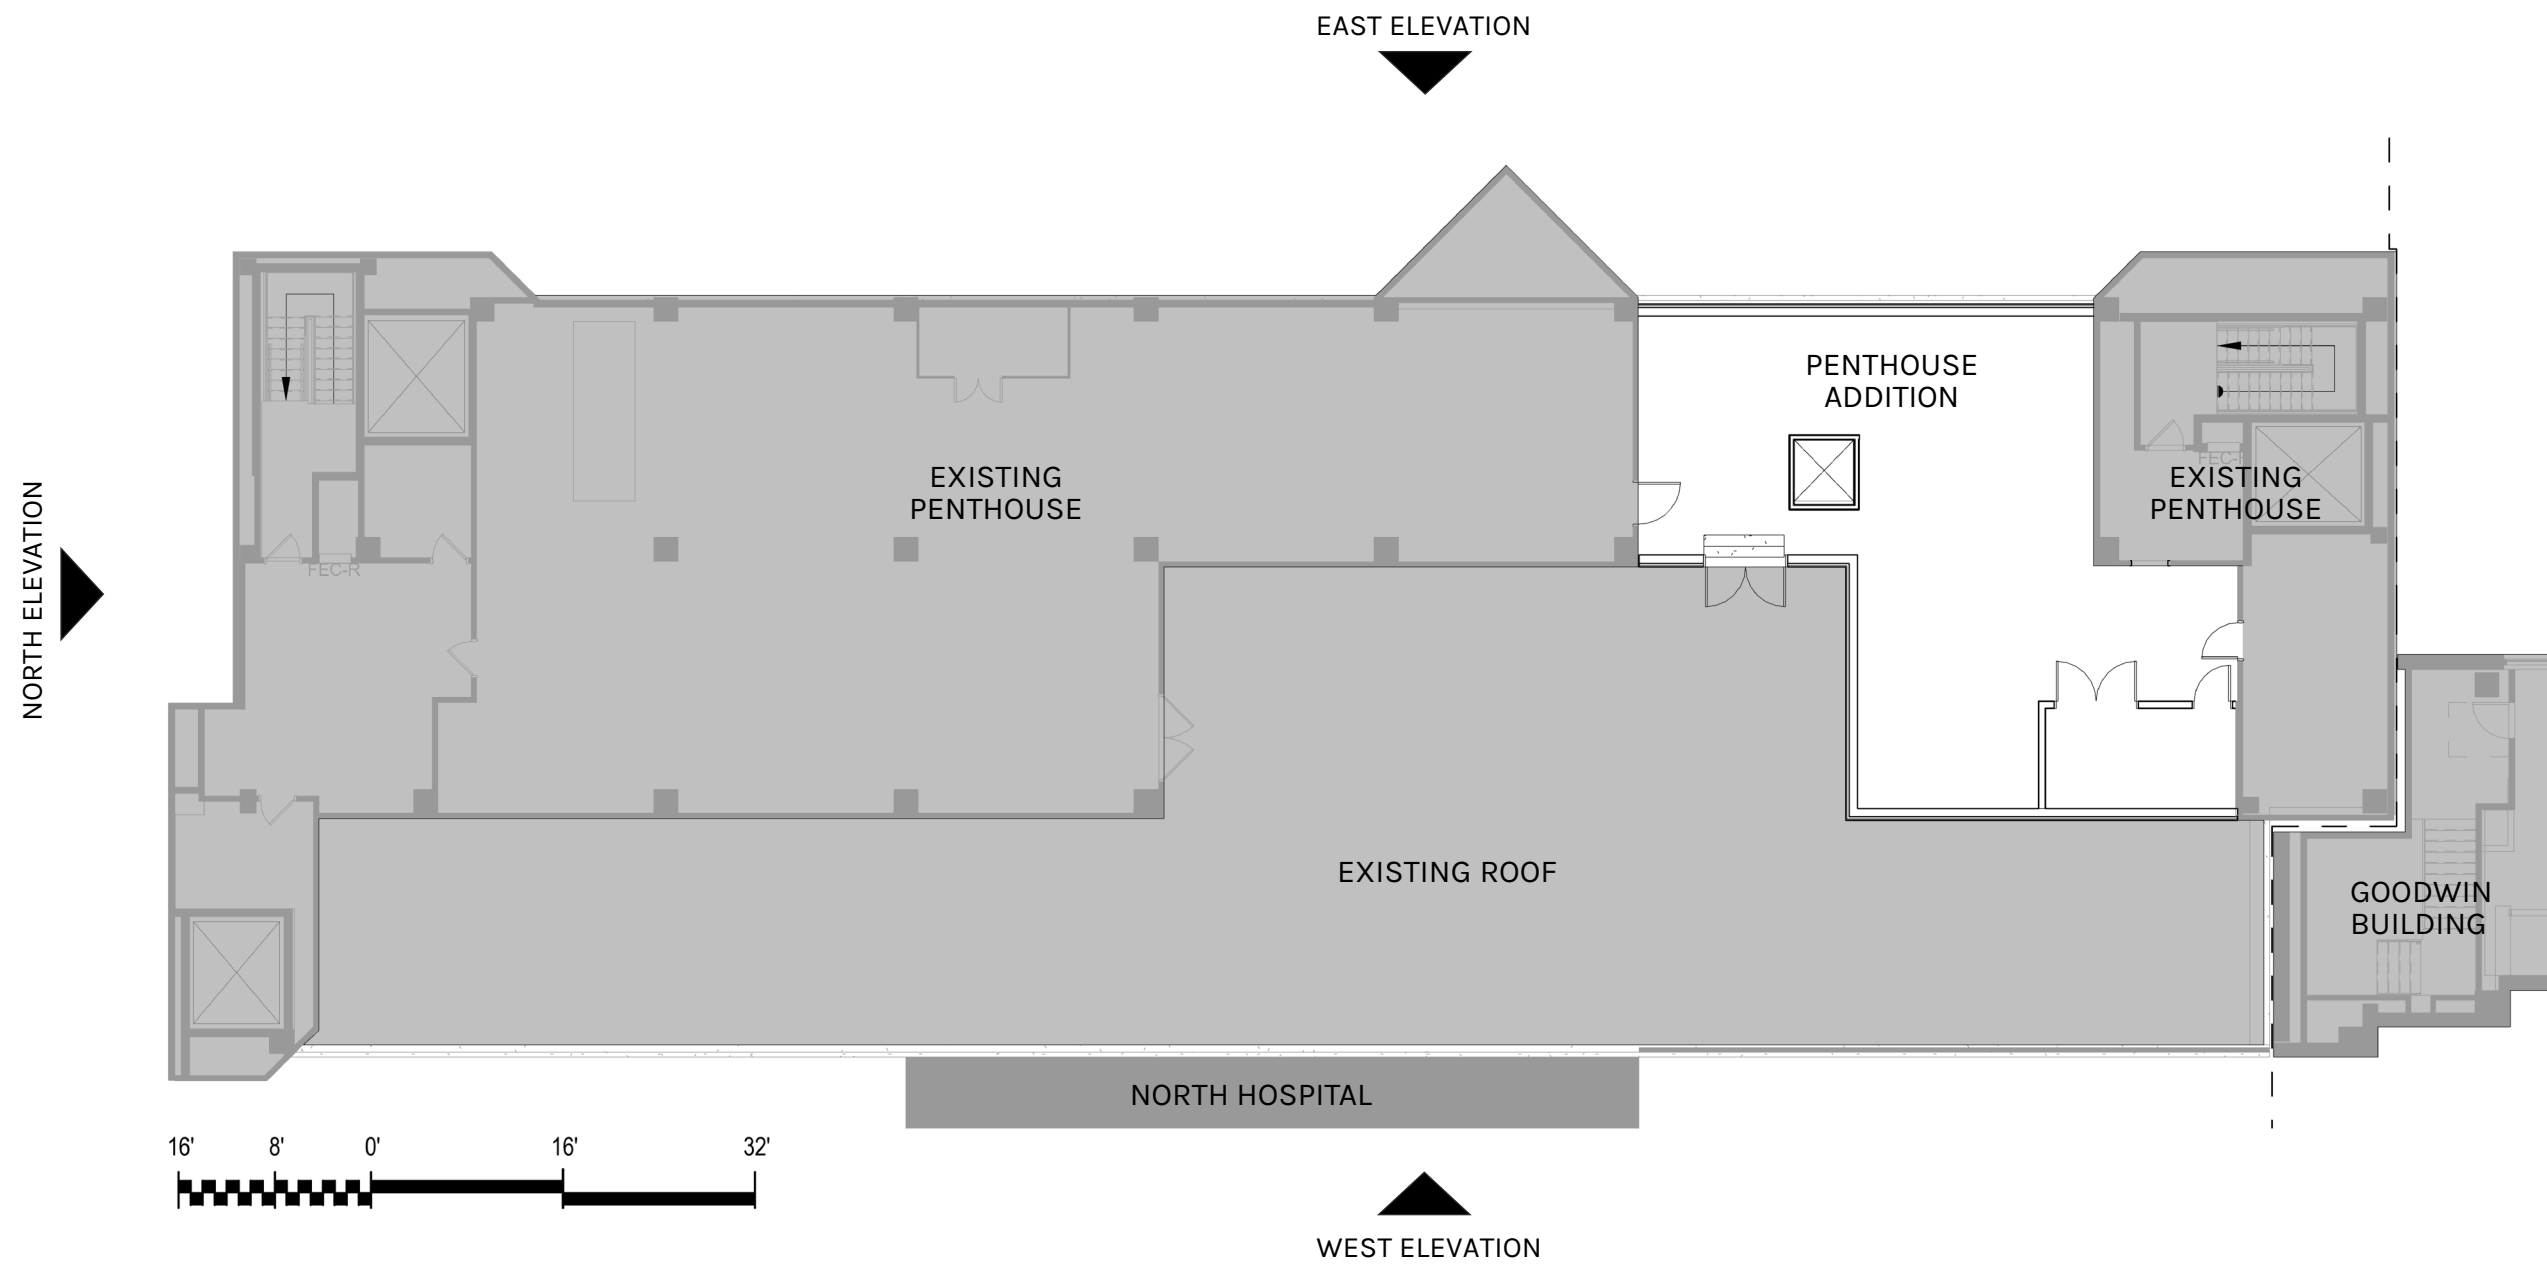 EAST ELEVATION
PENTHOUSE
ADDITION
EXISTING
PENTHOUSE
FEC-R
EXISTING
PENTHOUSE
NORTH ELEVATION
FEC-R
EXISTING ROOF
GOODWIN
BUILDING
NORTH HOSPITAL
16' 8' 0' 16' 32'
WEST ELEVATION